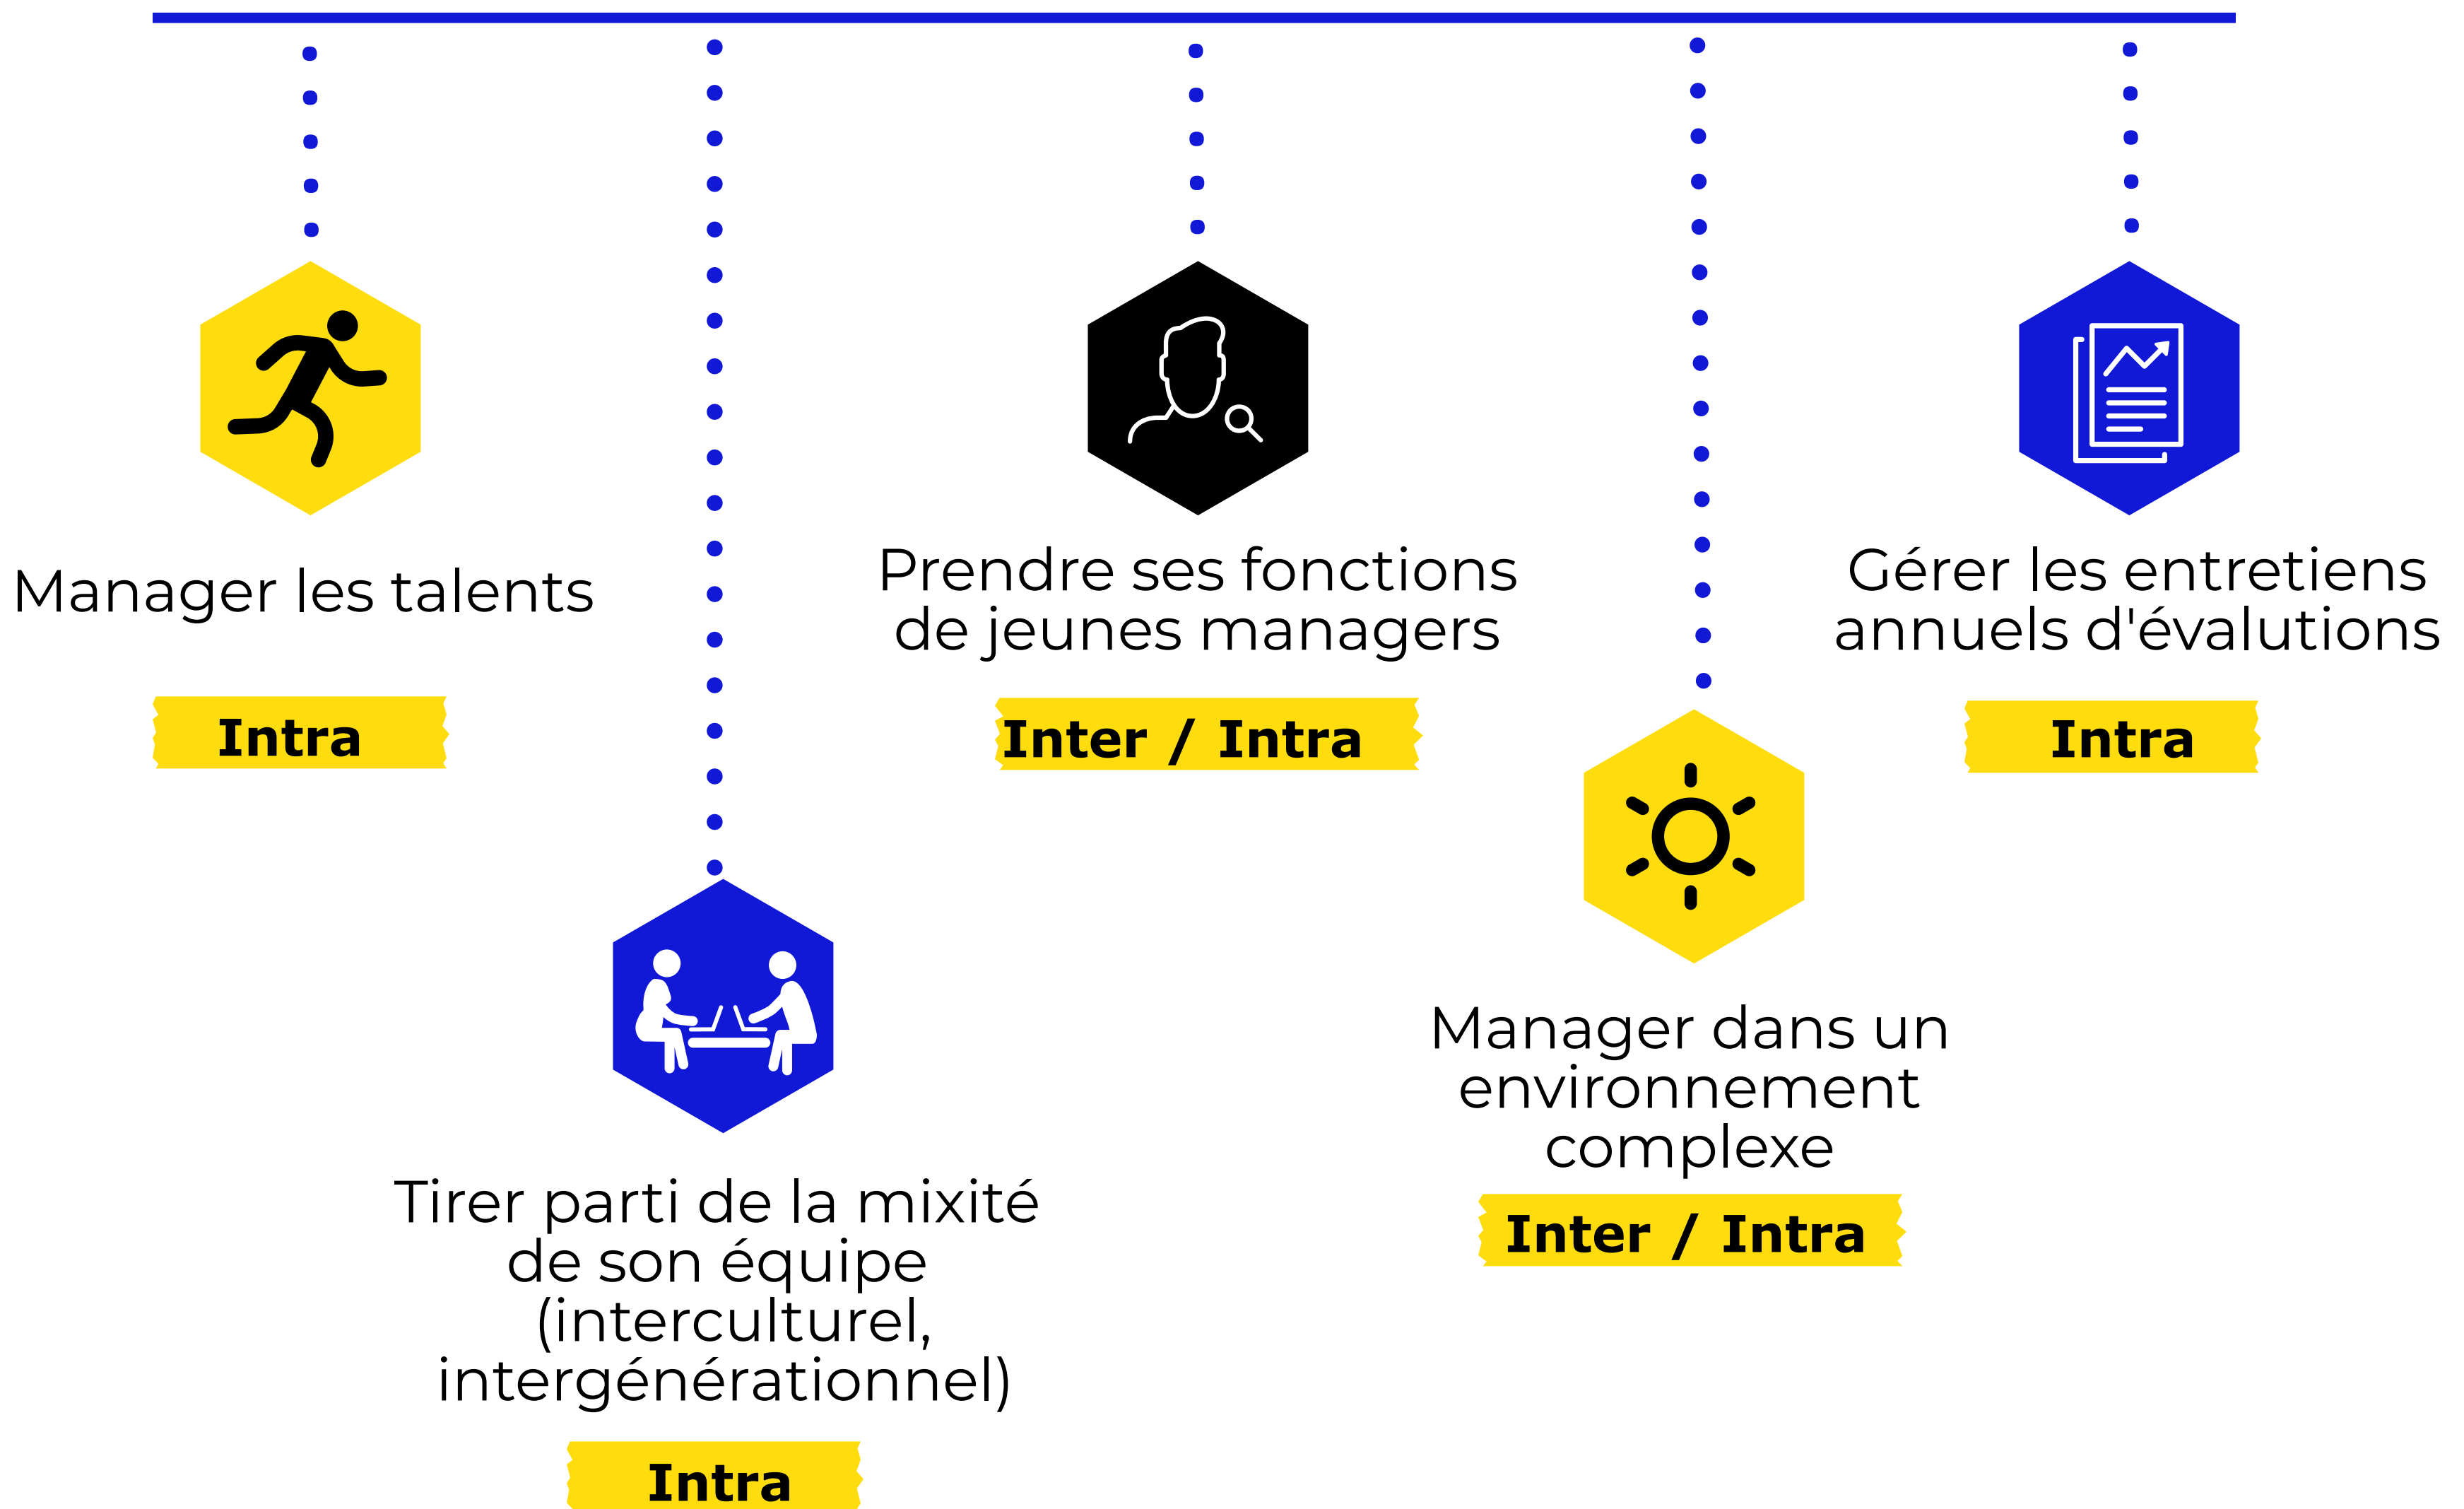 Manager les talents
Intra
Tirer parti de la mixité
de son équipe
(interculturel,
intergénérationnel)
Intra
Prendre ses fonctions
de jeunes managers
Inter / Intra
Manager dans un
environnement
complexe
Inter / Intra
Gérer les entretiens
annuels d'évalutions
Intra